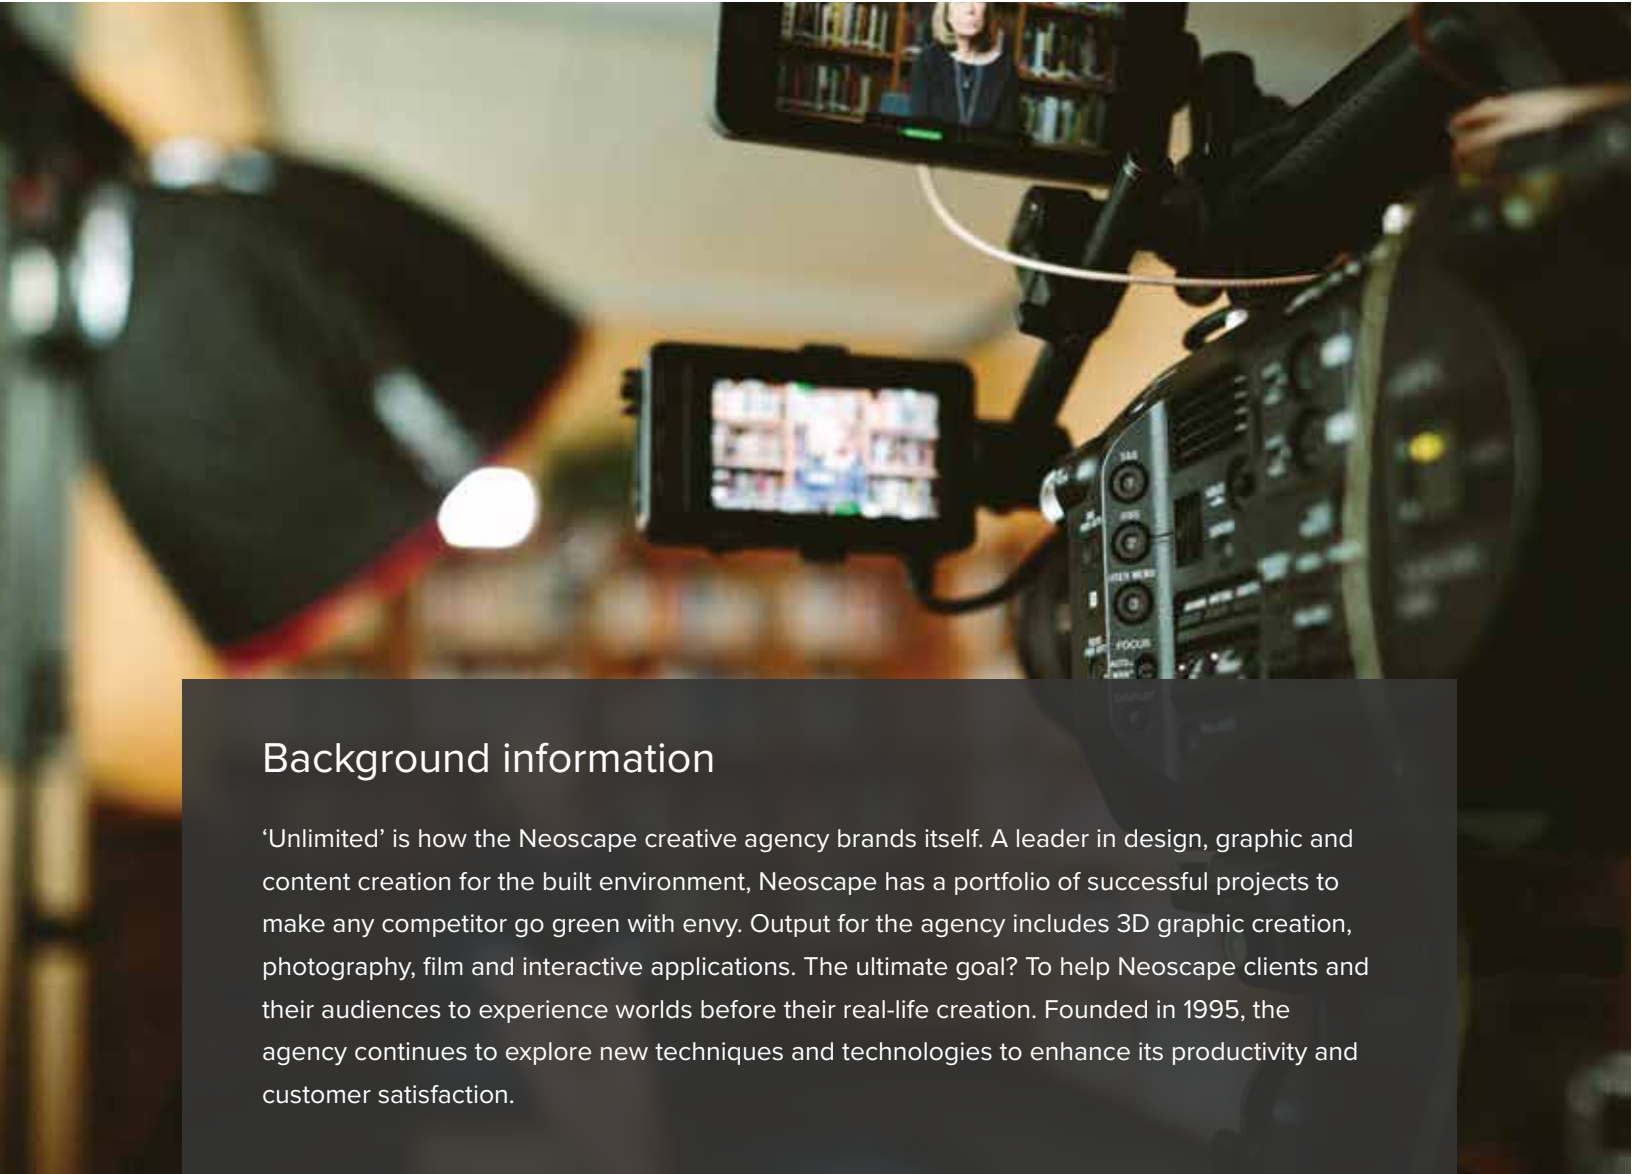 FOCUS
DISPLAY
Background information
‘Unlimited’ is how the Neoscape creative agency brands itself. A leader in design, graphic and
content creation for the built environment, Neoscape has a portfolio of successful projects to
make any competitor go green with envy. Output for the agency includes 3D graphic creation,
photography, film and interactive applications. The ultimate goal? To help Neoscape clients and
their audiences to experience worlds before their real-life creation. Founded in 1995, the
agency continues to explore new techniques and technologies to enhance its productivity and
customer satisfaction.